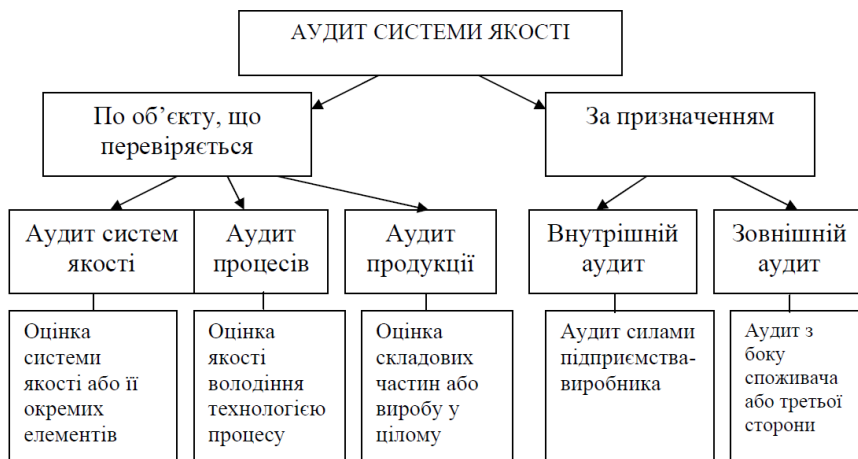 АУДИТ СИСТЕМИ ЯКОСТІ
По об’єкту, що
перевіряється
За призначенням
Аудит систем
якості
Аудит
процесів
Аудит
продукції
Внутрішній
аудит
Зовнішній
аудит
Оцінка
системи
якості або її
окремих
елементів
Оцінка
якості
володіння
технологією
процесу
Оцінка
складових
частин або
виробу у
цілому
Аудит силами
підприємства-
виробника
Аудит з
боку
споживача
або третьої
сторони